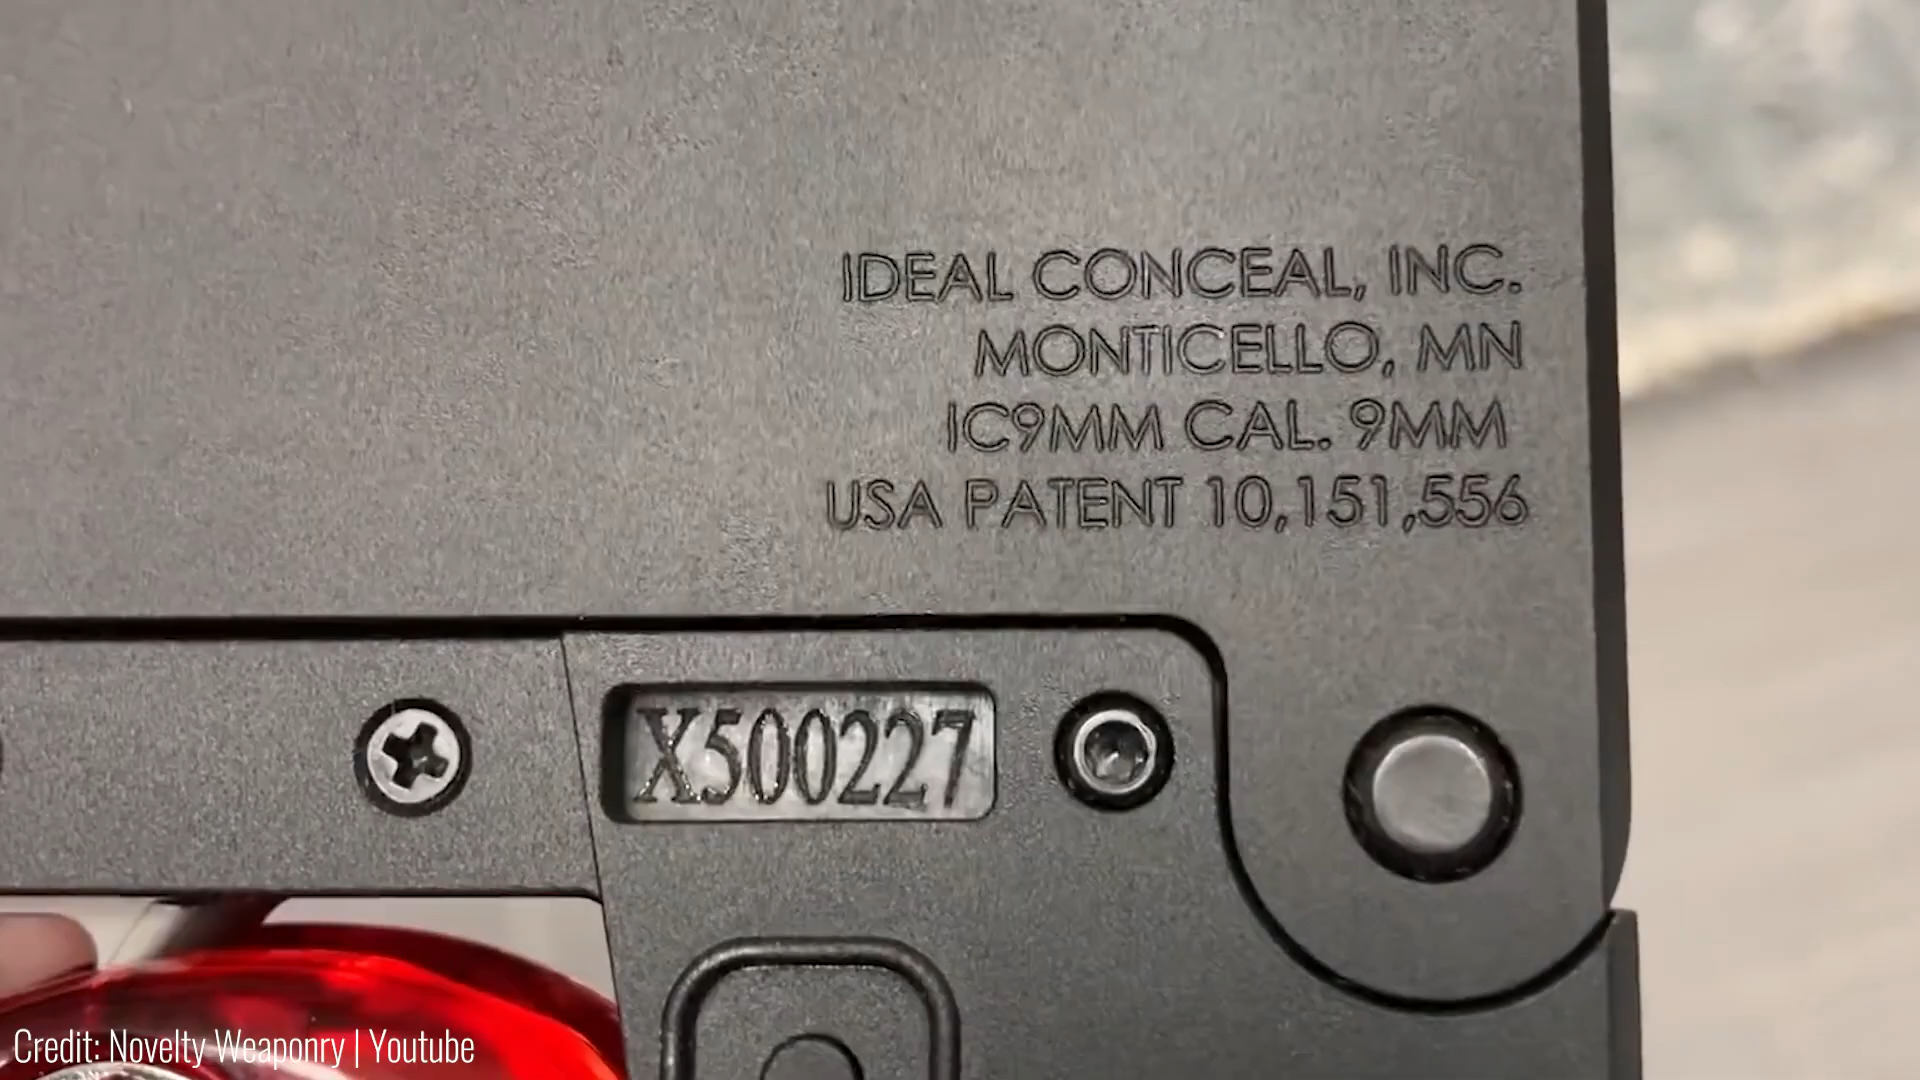 IDEAL CONCEAL, INC.
MONTICELLO, MN
IC9MM CAL. 9MM
USA PATENT 10,151,556
X500227
Credit: Novelty Weaponry | Youtube